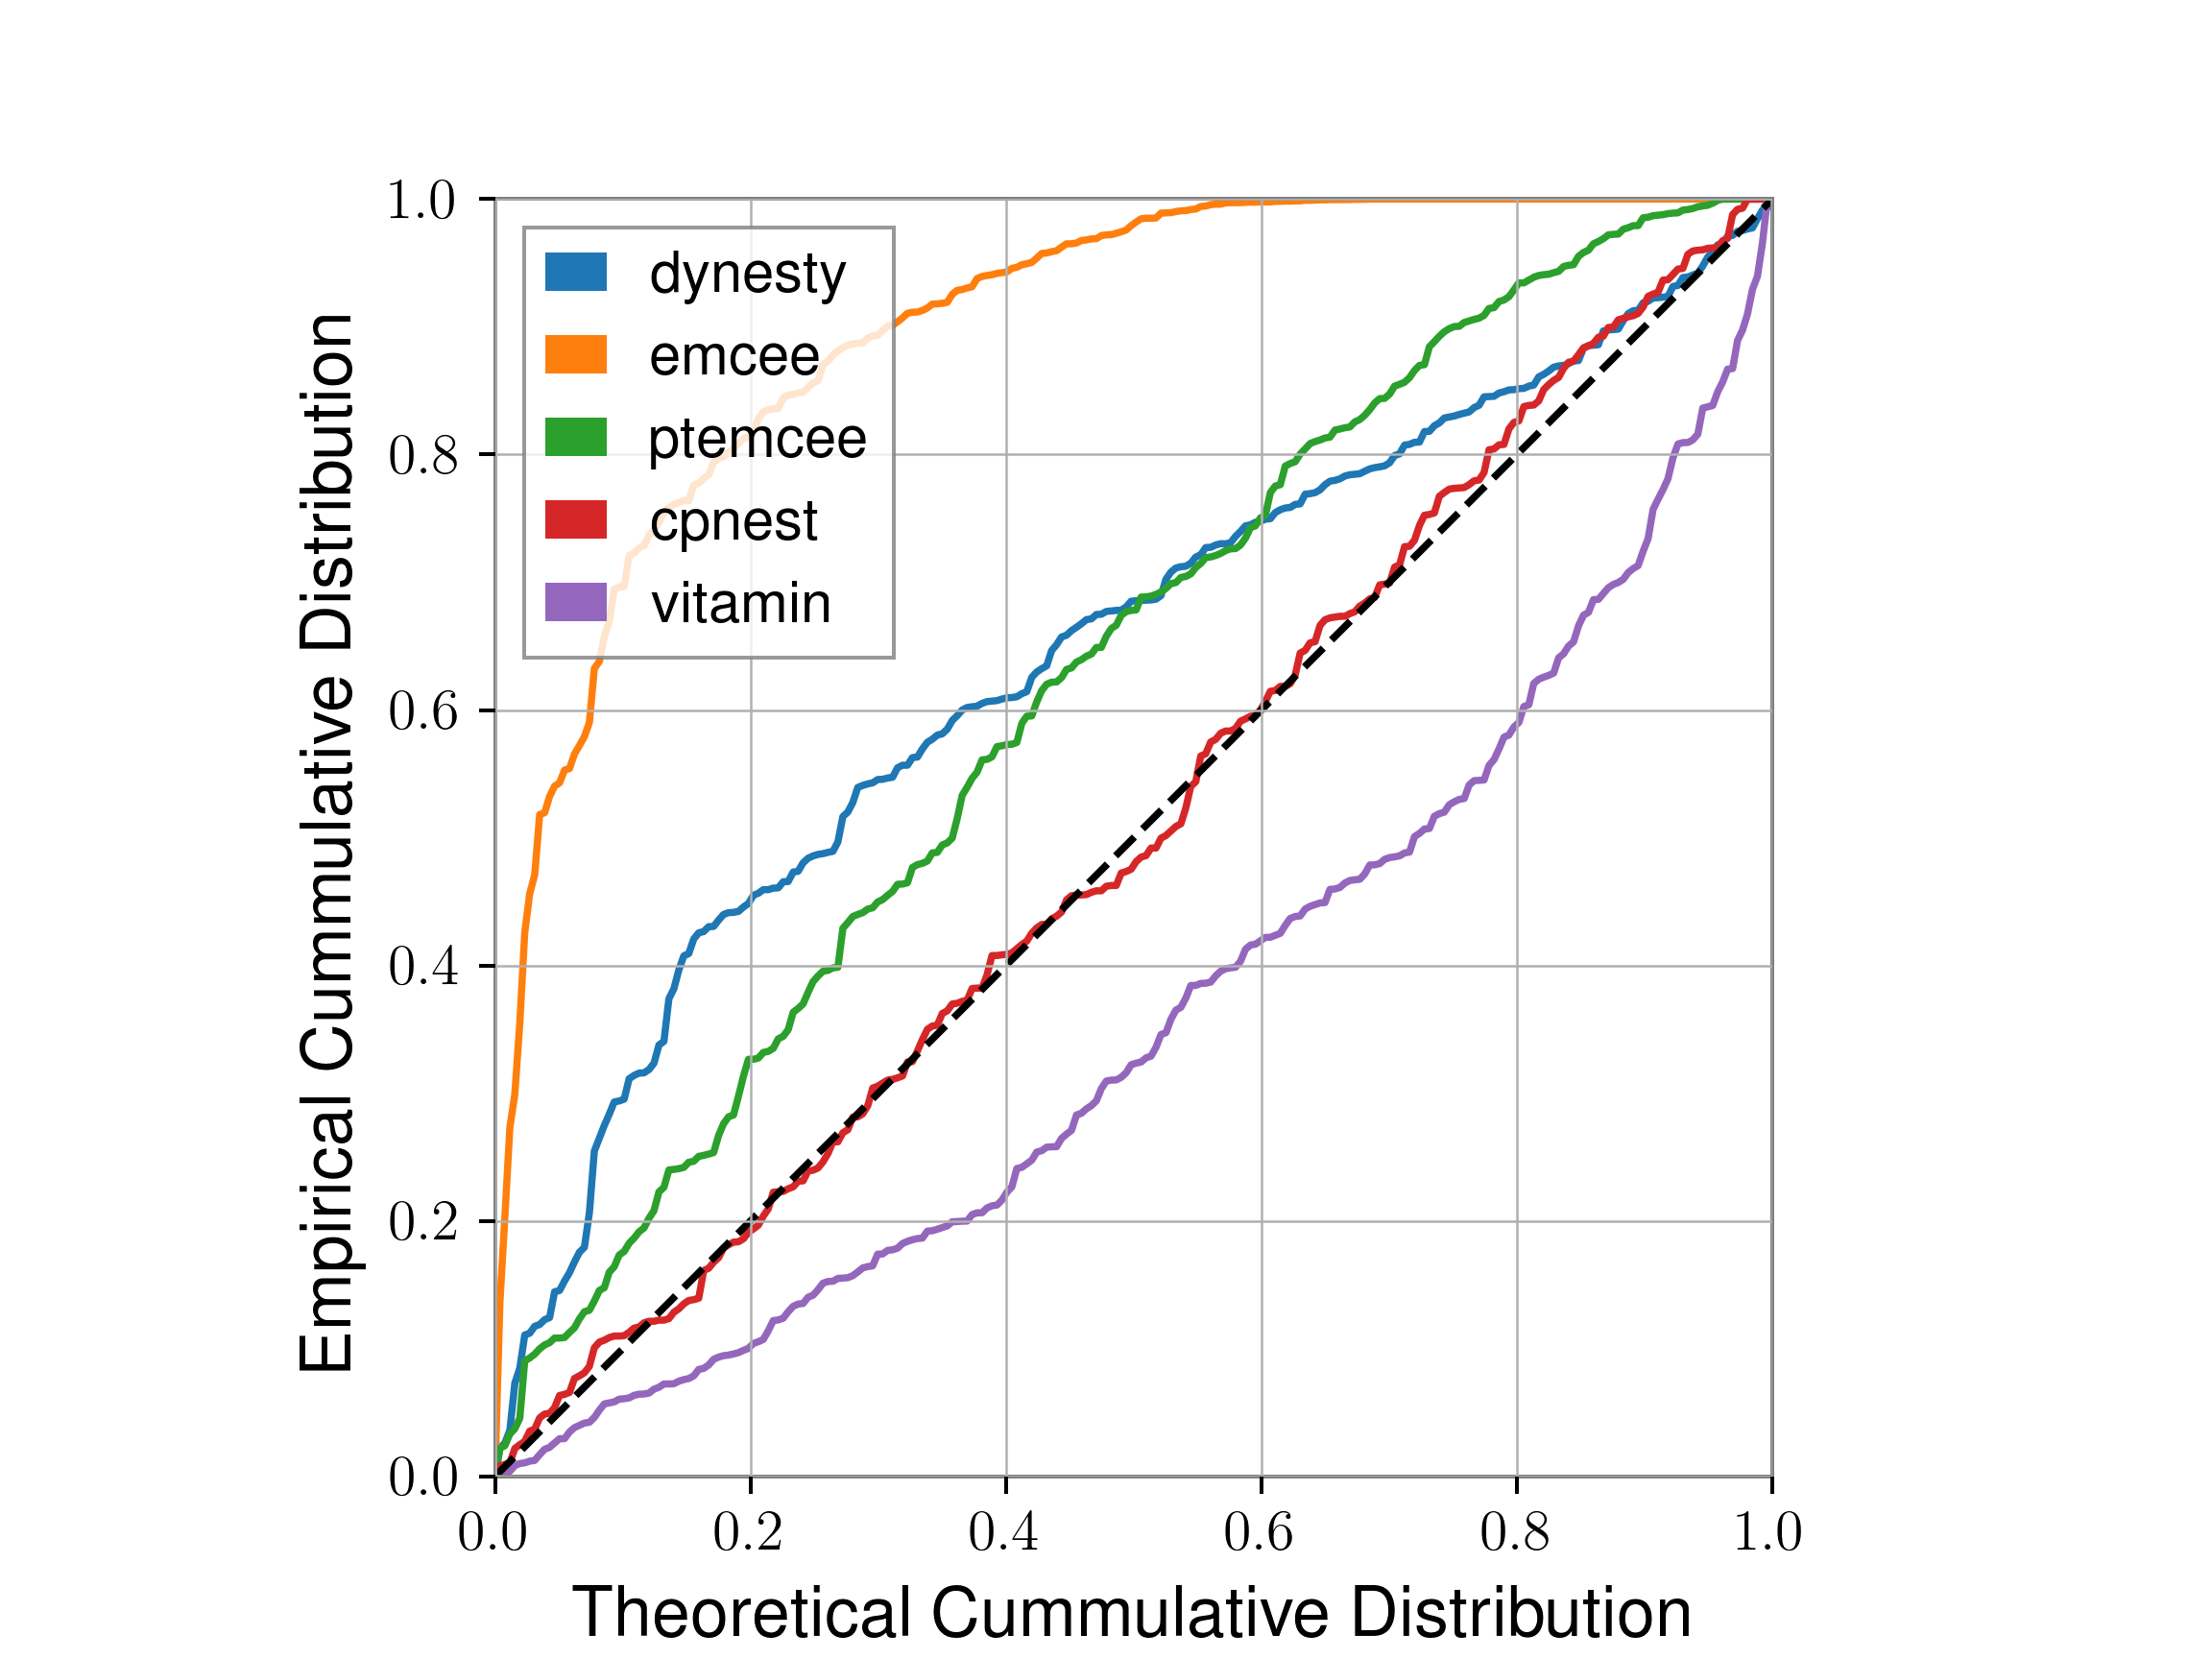 Empirical Cummulative Distribution
1.0
0.8
0.6
0.4
0.2
0.0
dynesty
emcee
ptemcee
cpnest
vitamin
0.0 0.2 0.4 0.6 0.8 1.0
Theoretical Cummulative Distribution